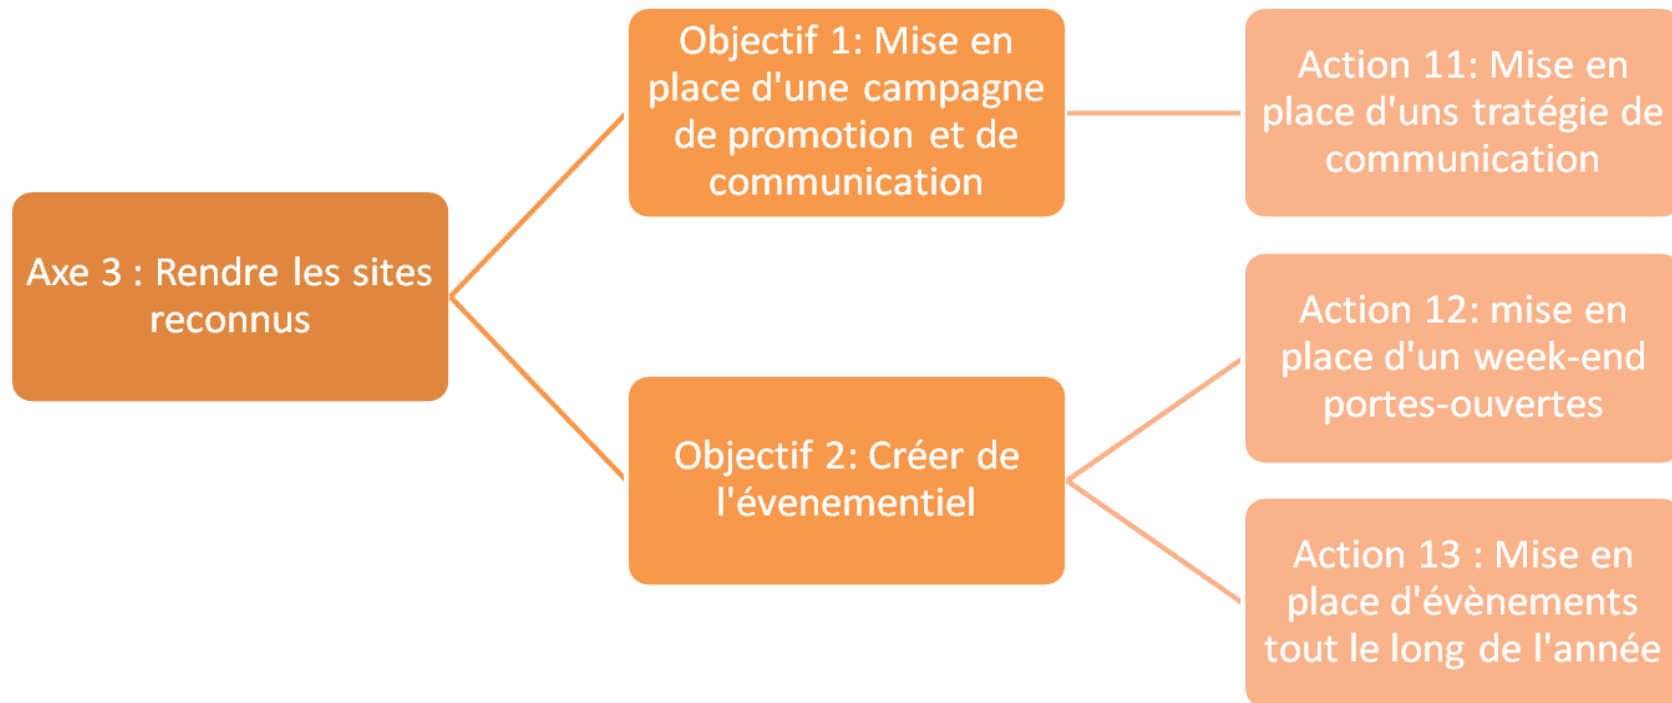 Axe 3 : Rendre les sites
reconnus
Objectif 1: Mise en
place d'une campagne
de promotion et de
communication
Action 11: Mise en
place d'uns tratégie de
communication
Objectif 2: Créer de
l'évenementiel
Action 12: mise en
place d'un week-end
portes-ouvertes
Action 13 : Mise en
place d'évènements
tout le long de l'année